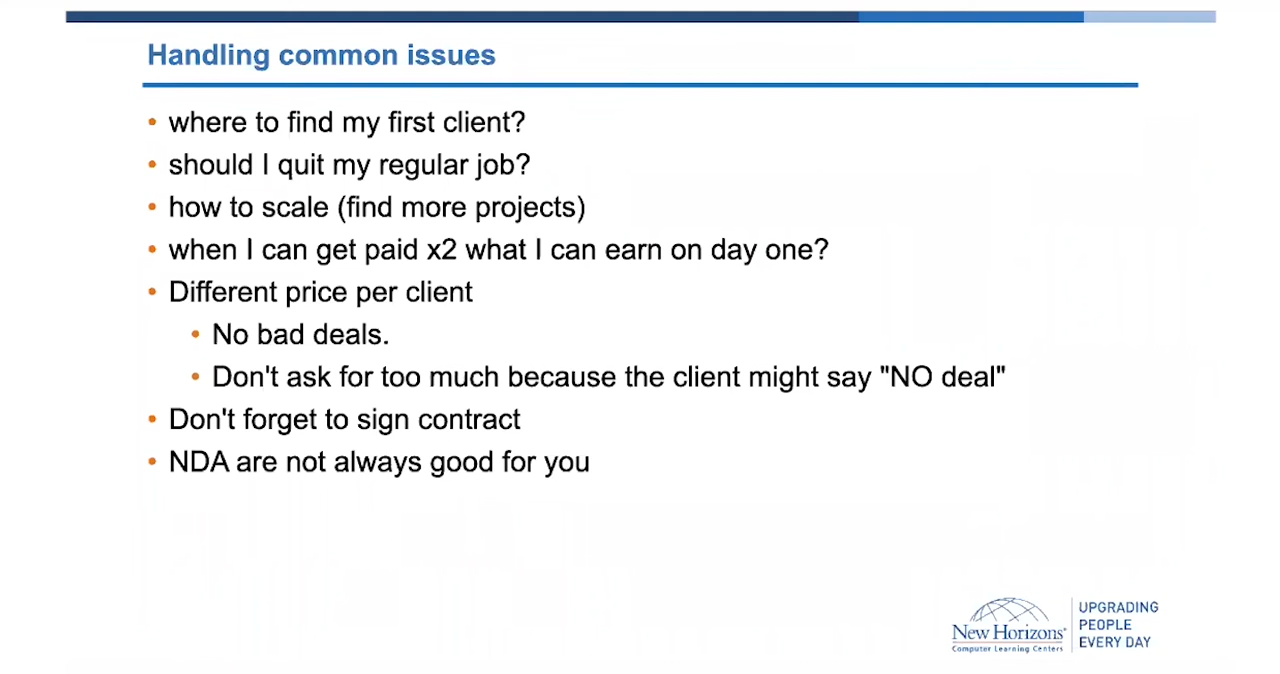 Handling common issues
• where to find my first client?
• should I quit my regular job?
• how to scale (find more projects)
• when I can get paid x2 what I can earn on day one?
• Different price per client
• No bad deals.
• Don't ask for too much because the client might say "NO deal"
• Don't forget to sign contract
• NDA are not always good for you
New Horizons®
Computer Learning Centers
UPGRADING
PEOPLE
EVERY DAY